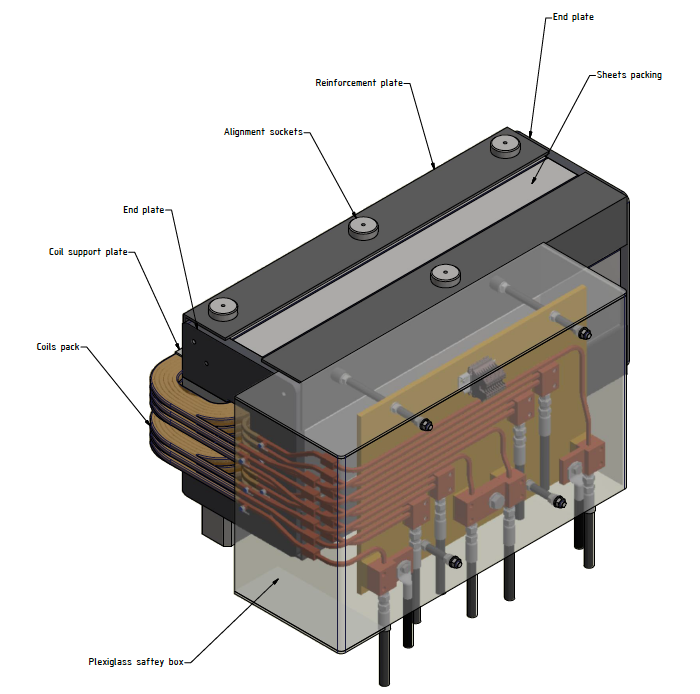 End plate
Sheets packing
Reinforcement plate
Alignment sockets
End plate
Coil support plate
Coils pack
Plexiglass saftey box